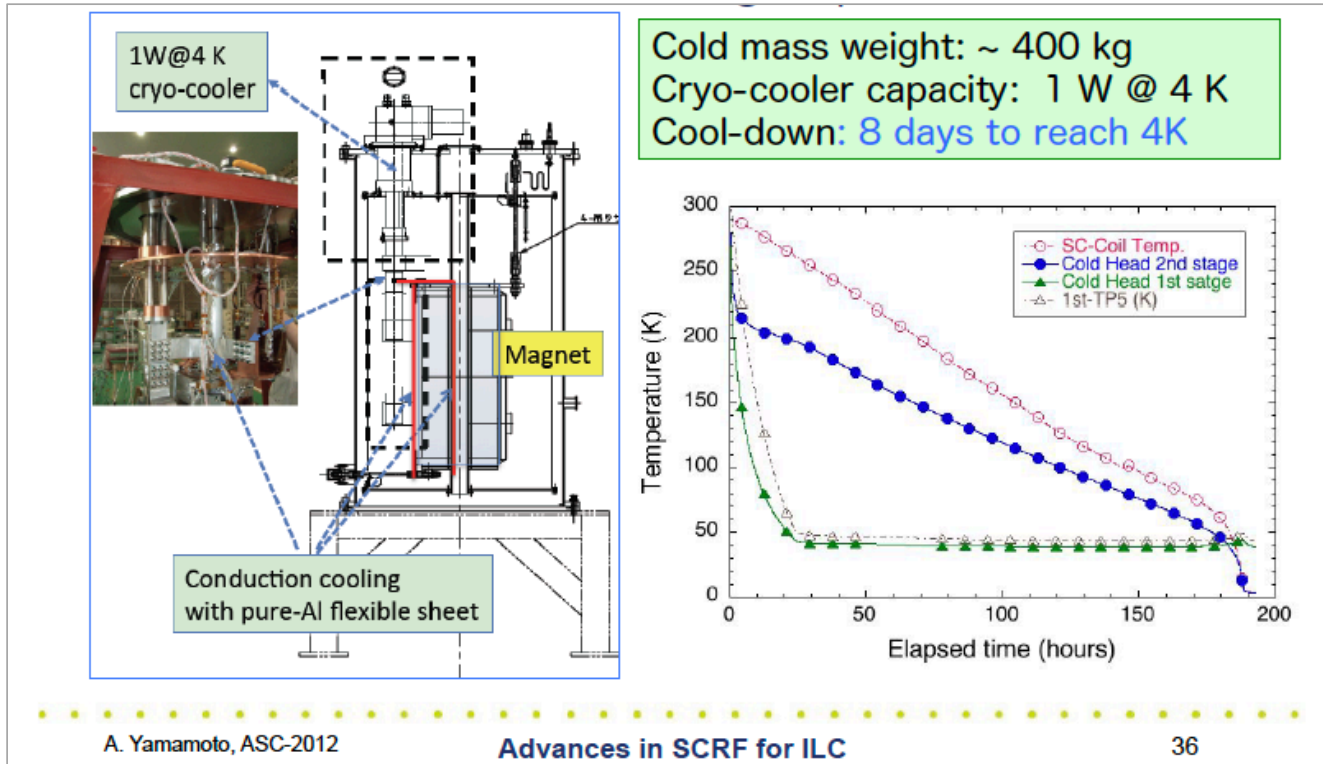 1W@4 K
cryo-cooler
Magnet
Conduction cooling
with pure-Al flexible sheet
Cold mass weight: ~ 400 kg
Cryo-cooler capacity: 1 W @ 4 K
Cool-down: 8 days to reach 4K
SC-Coil Temp.
Cold Head 2nd stage
Cold Head 1st satge
1st-TP5 (K)
Temperature (K)
300
250
200
150
100
50
0
0
50
100
150
200
Elapsed time (hours)
A. Yamamoto, ASC-2012
Advances in SCRF for ILC
36